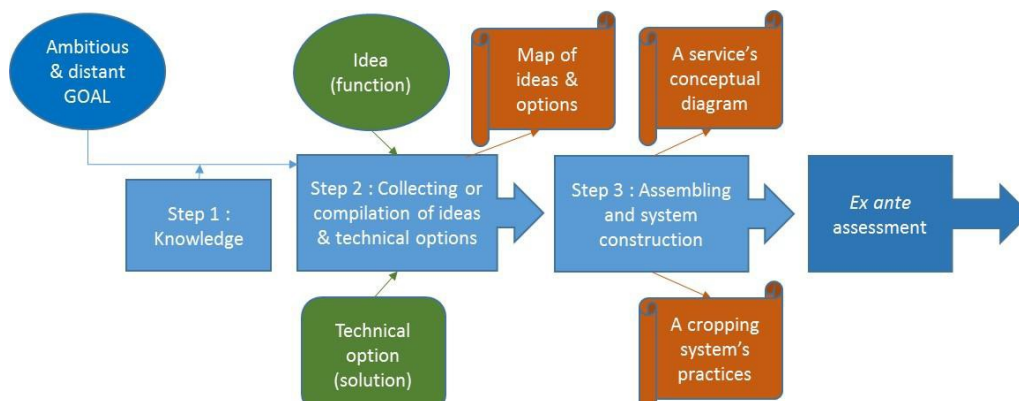 Ambitious
& distant
GOAL
Idea
(function)
Map of
ideas &
options
A service's
conceptual
diagram
Step 1 :
Knowledge
Step 2 : Collecting or
compilation of ideas
& technical options
Step 3 : Assembling
and system
construction
Ex ante
assessment
Technical
option
(solution)
A cropping
system's
practices